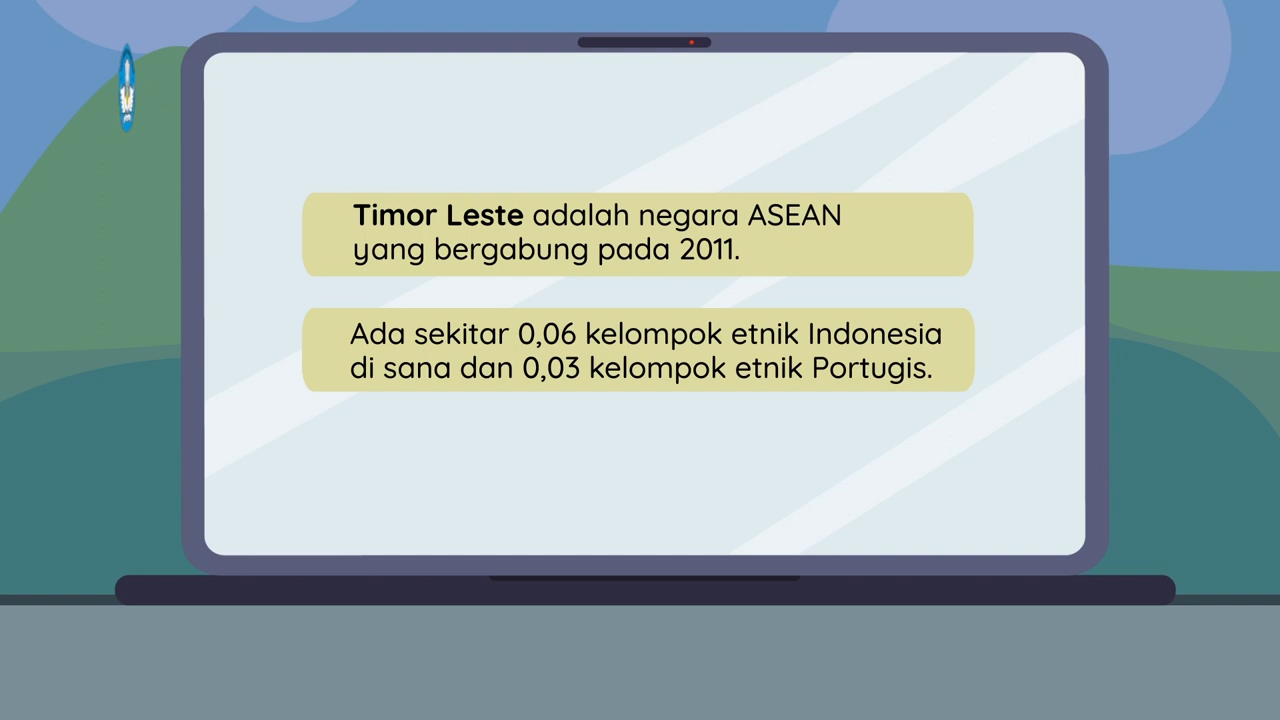 Timor Leste adalah negara ASEAN
yang bergabung pada 2011.
Ada sekitar 0,06 kelompok etnik Indonesia
di sana dan 0,03 kelompok etnik Portugis.